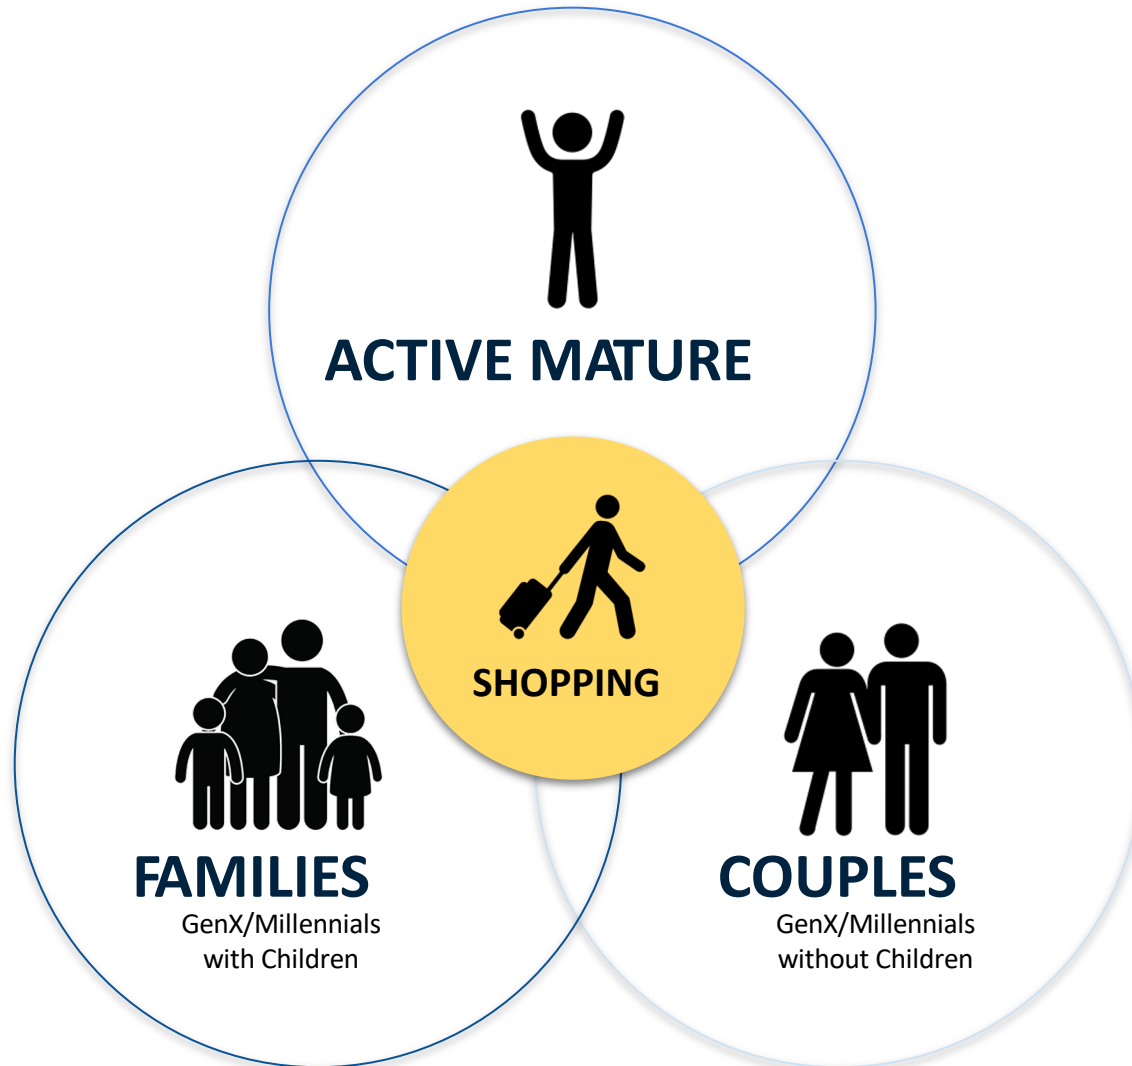 ACTIVE MATURE
SHOPPING
FAMILIES
GenX/Millennials
with Children
COUPLES
GenX/Millennials
without Children